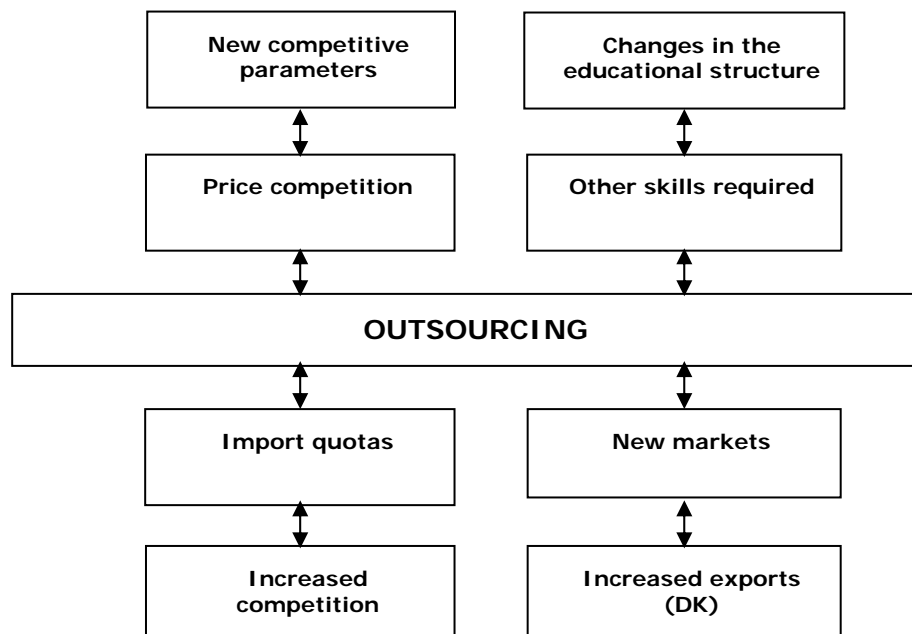 New competitive
parameters
Changes in the
educational structure
Price competition
Other skills required
OUTSOURCING
Import quotas
New markets
Increased
competition
Increased exports
(DK)